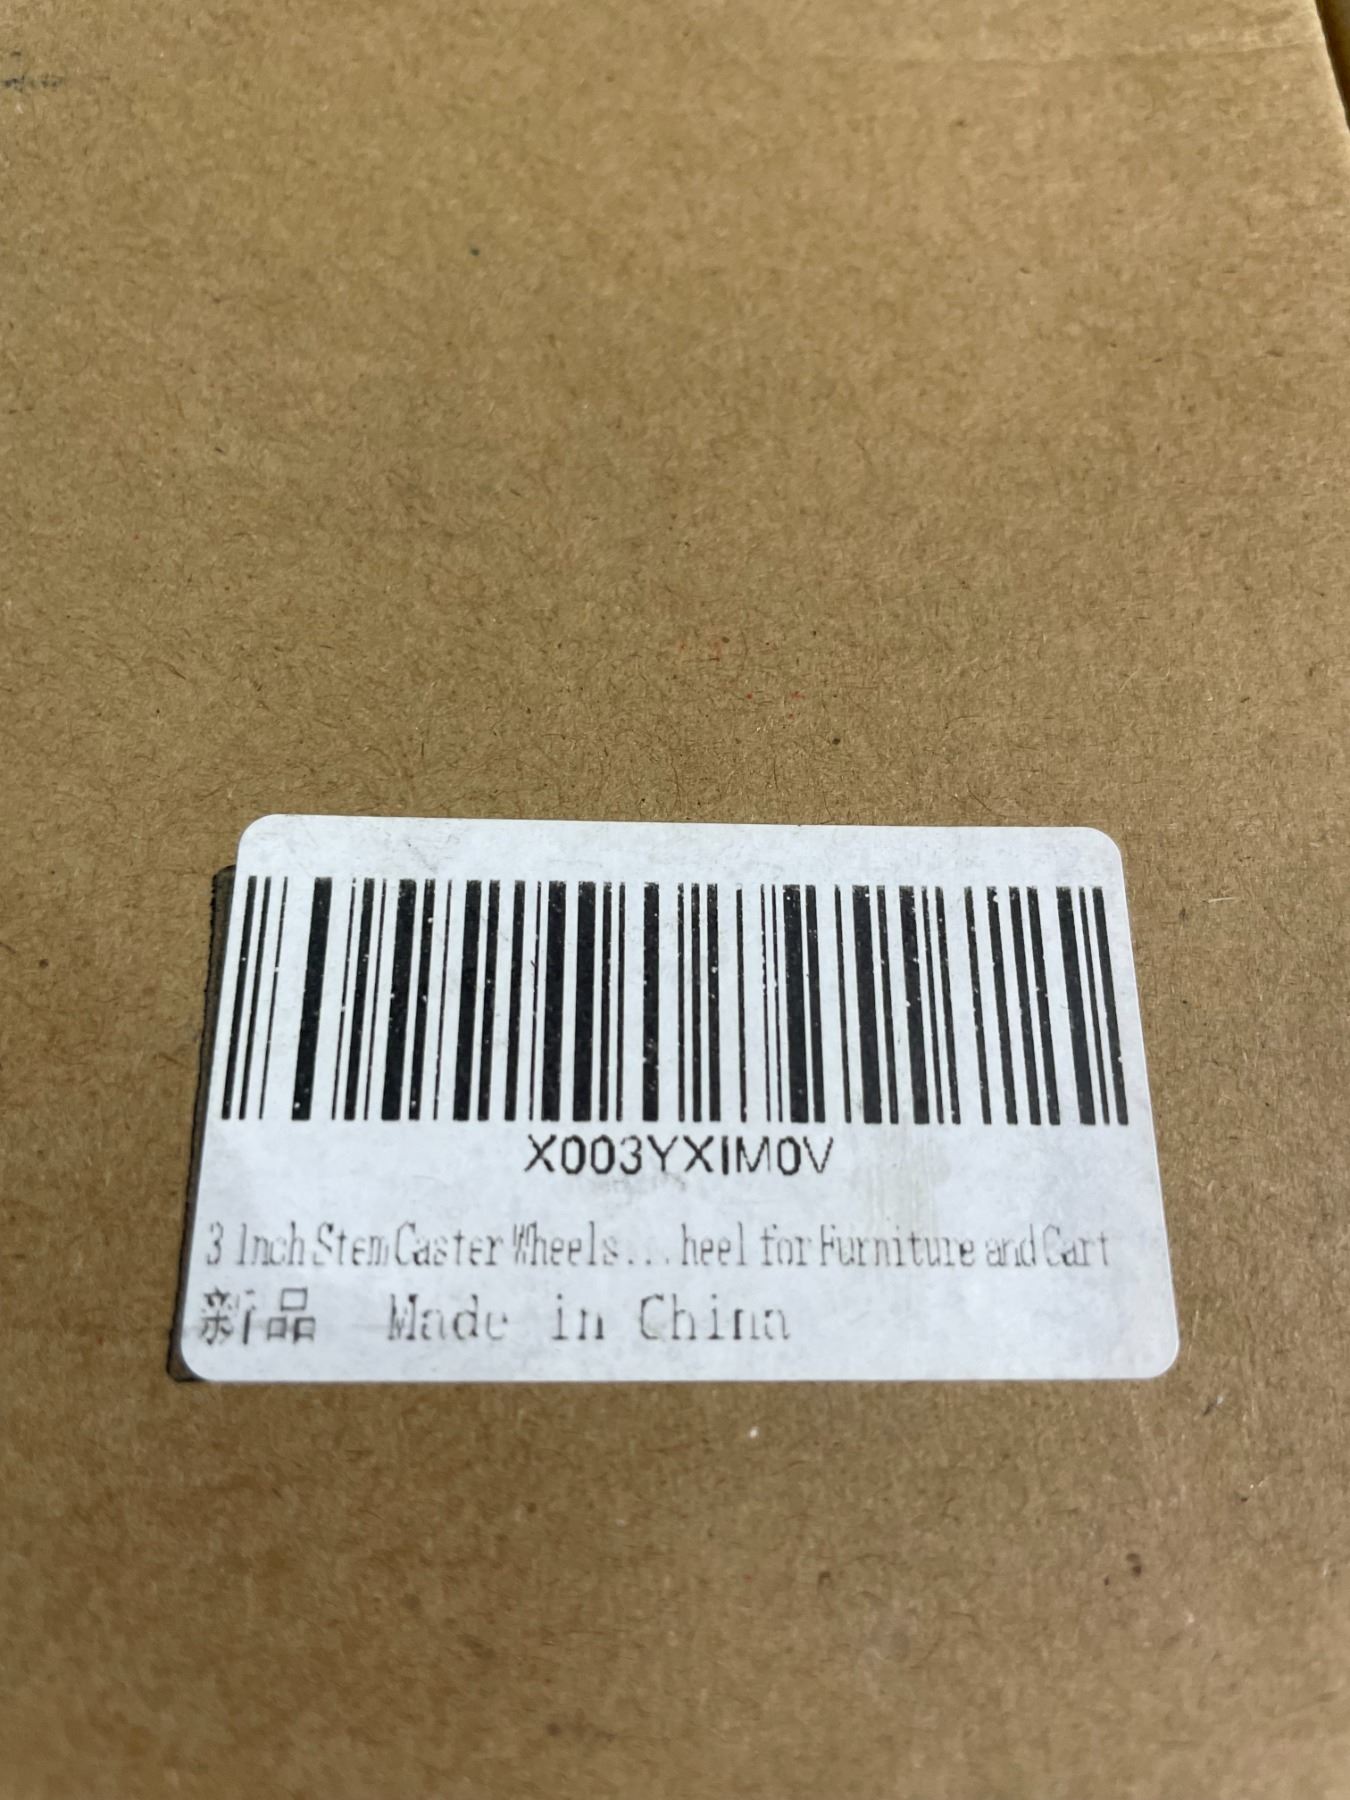 X003YXIM0V
3 Inch Stem Caster Wheels...heel for Furniture and Cart
新品 Made in China